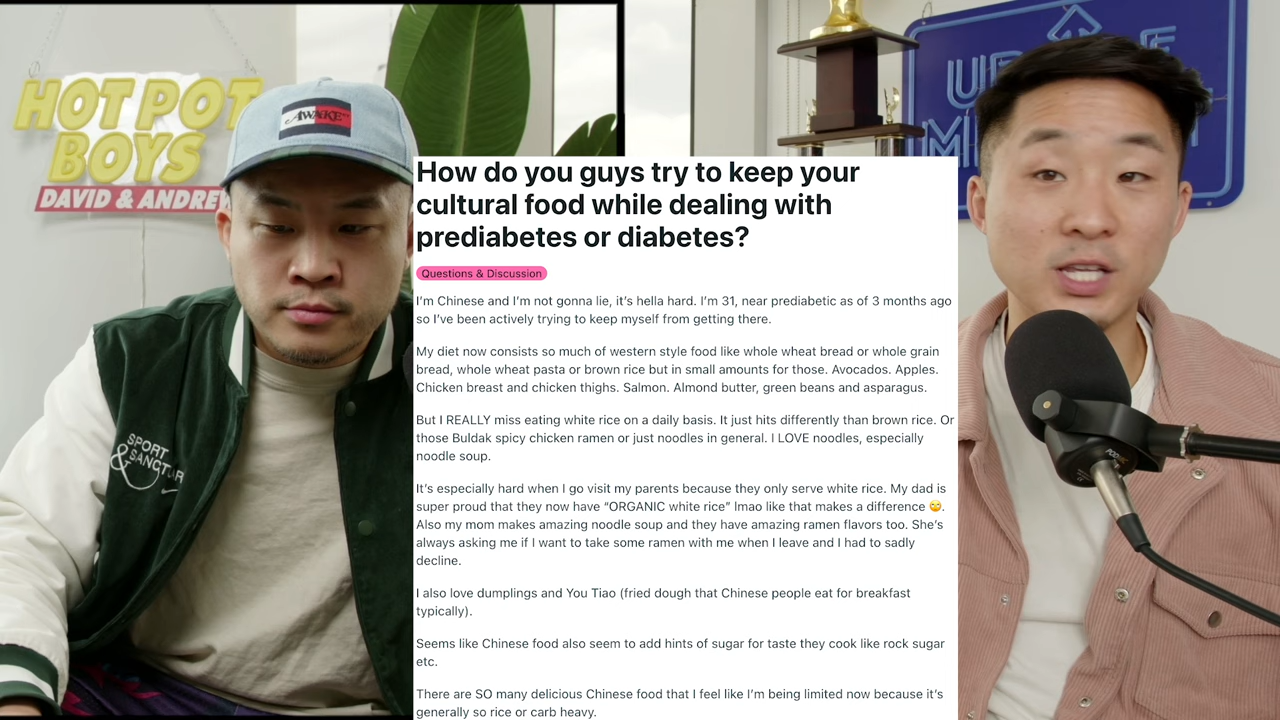 HOT POT
BOYS
DAVID & ANDREW
AWAKE
SPORT
& SANCTUR
How do you guys try to keep your
cultural food while dealing with
prediabetes or diabetes?
Questions & Discussion
I'm Chinese and I'm not gonna lie, it's hella hard. I'm 31, near prediabetic as of 3 months ago
so I've been actively trying to keep myself from getting there.
My diet now consists so much of western style food like whole wheat bread or whole grain
bread, whole wheat pasta or brown rice but in small amounts for those. Avocados. Apples.
Chicken breast and chicken thighs. Salmon. Almond butter, green beans and asparagus.
But I REALLY miss eating white rice on a daily basis. It just hits differently than brown rice. Or
those Buldak spicy chicken ramen or just noodles in general. I LOVE noodles, especially
noodle soup.
It's especially hard when I go visit my parents because they only serve white rice. My dad is
super proud that they now have “ORGANIC white rice” lmao like that makes a difference 🙄.
Also my mom makes amazing noodle soup and they have amazing ramen flavors too. She's
always asking me if I want to take some ramen with me when I leave and I had to sadly
decline.
I also love dumplings and You Tiao (fried dough that Chinese people eat for breakfast
typically).
Seems like Chinese food also seem to add hints of sugar for taste they cook like rock sugar
etc.
There are SO many delicious Chinese food that I feel like I'm being limited now because it's
generally so rice or carb heavy.